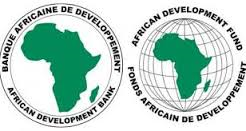 BANQUE AFRICAINE DE DEVELOPPEMENT
AFRICAN DEVELOPMENT BANK
AFRICAN DEVELOPMENT FUND
FONDS AFRICAIN DE DEVELOPPEMENT